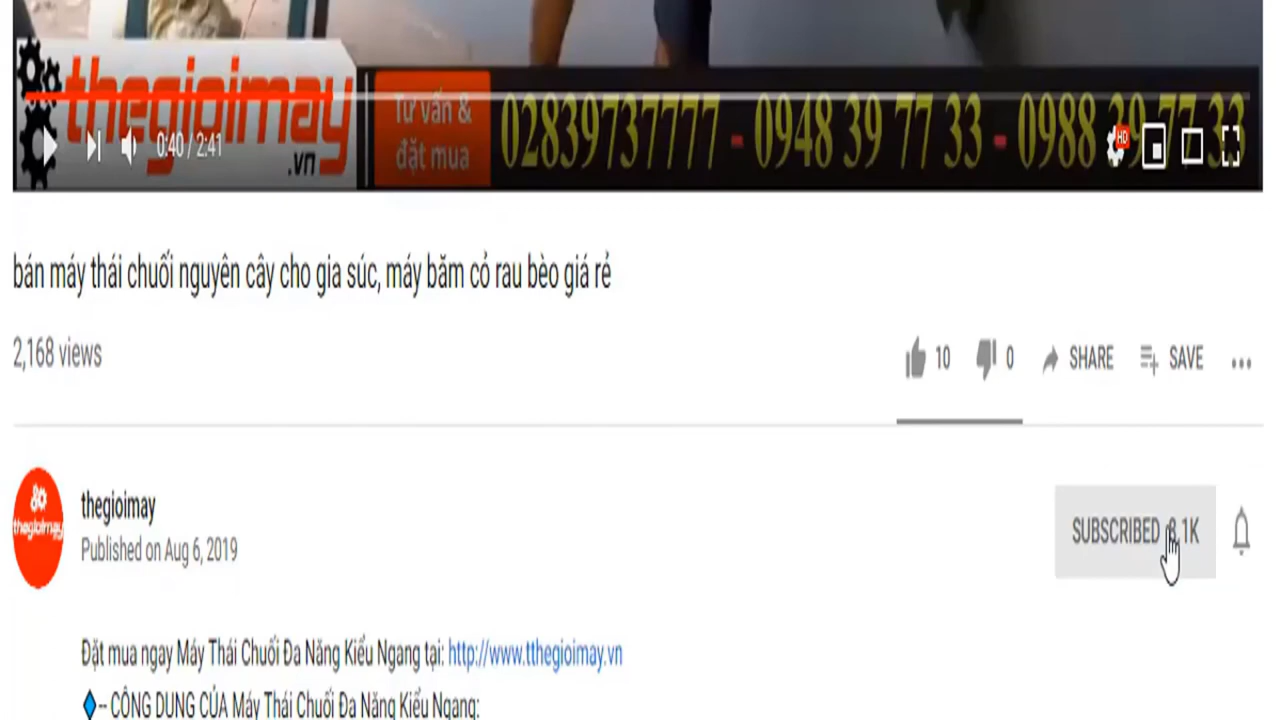 thegioimay
.vn
Tư vấn &
đặt mua
02839737777 - 0948 39 77 33 - 0988 39 77 33
HD
0:40 / 2:41
bán máy thái chuối nguyên cây cho gia súc, máy băm cỏ rau bèo giá rẻ
2,168 views
10
0
SHARE
SAVE
thegioimay
thegioimay
Published on Aug 6, 2019
SUBSCRIBED
Đặt mua ngay Máy Thái Chuối Đa Năng Kiểu Ngang tại: http://www.tthegioimay.vn
-- CÔNG DỤNG CỦA Máy Thái Chuối Đa Năng Kiểu Ngang: